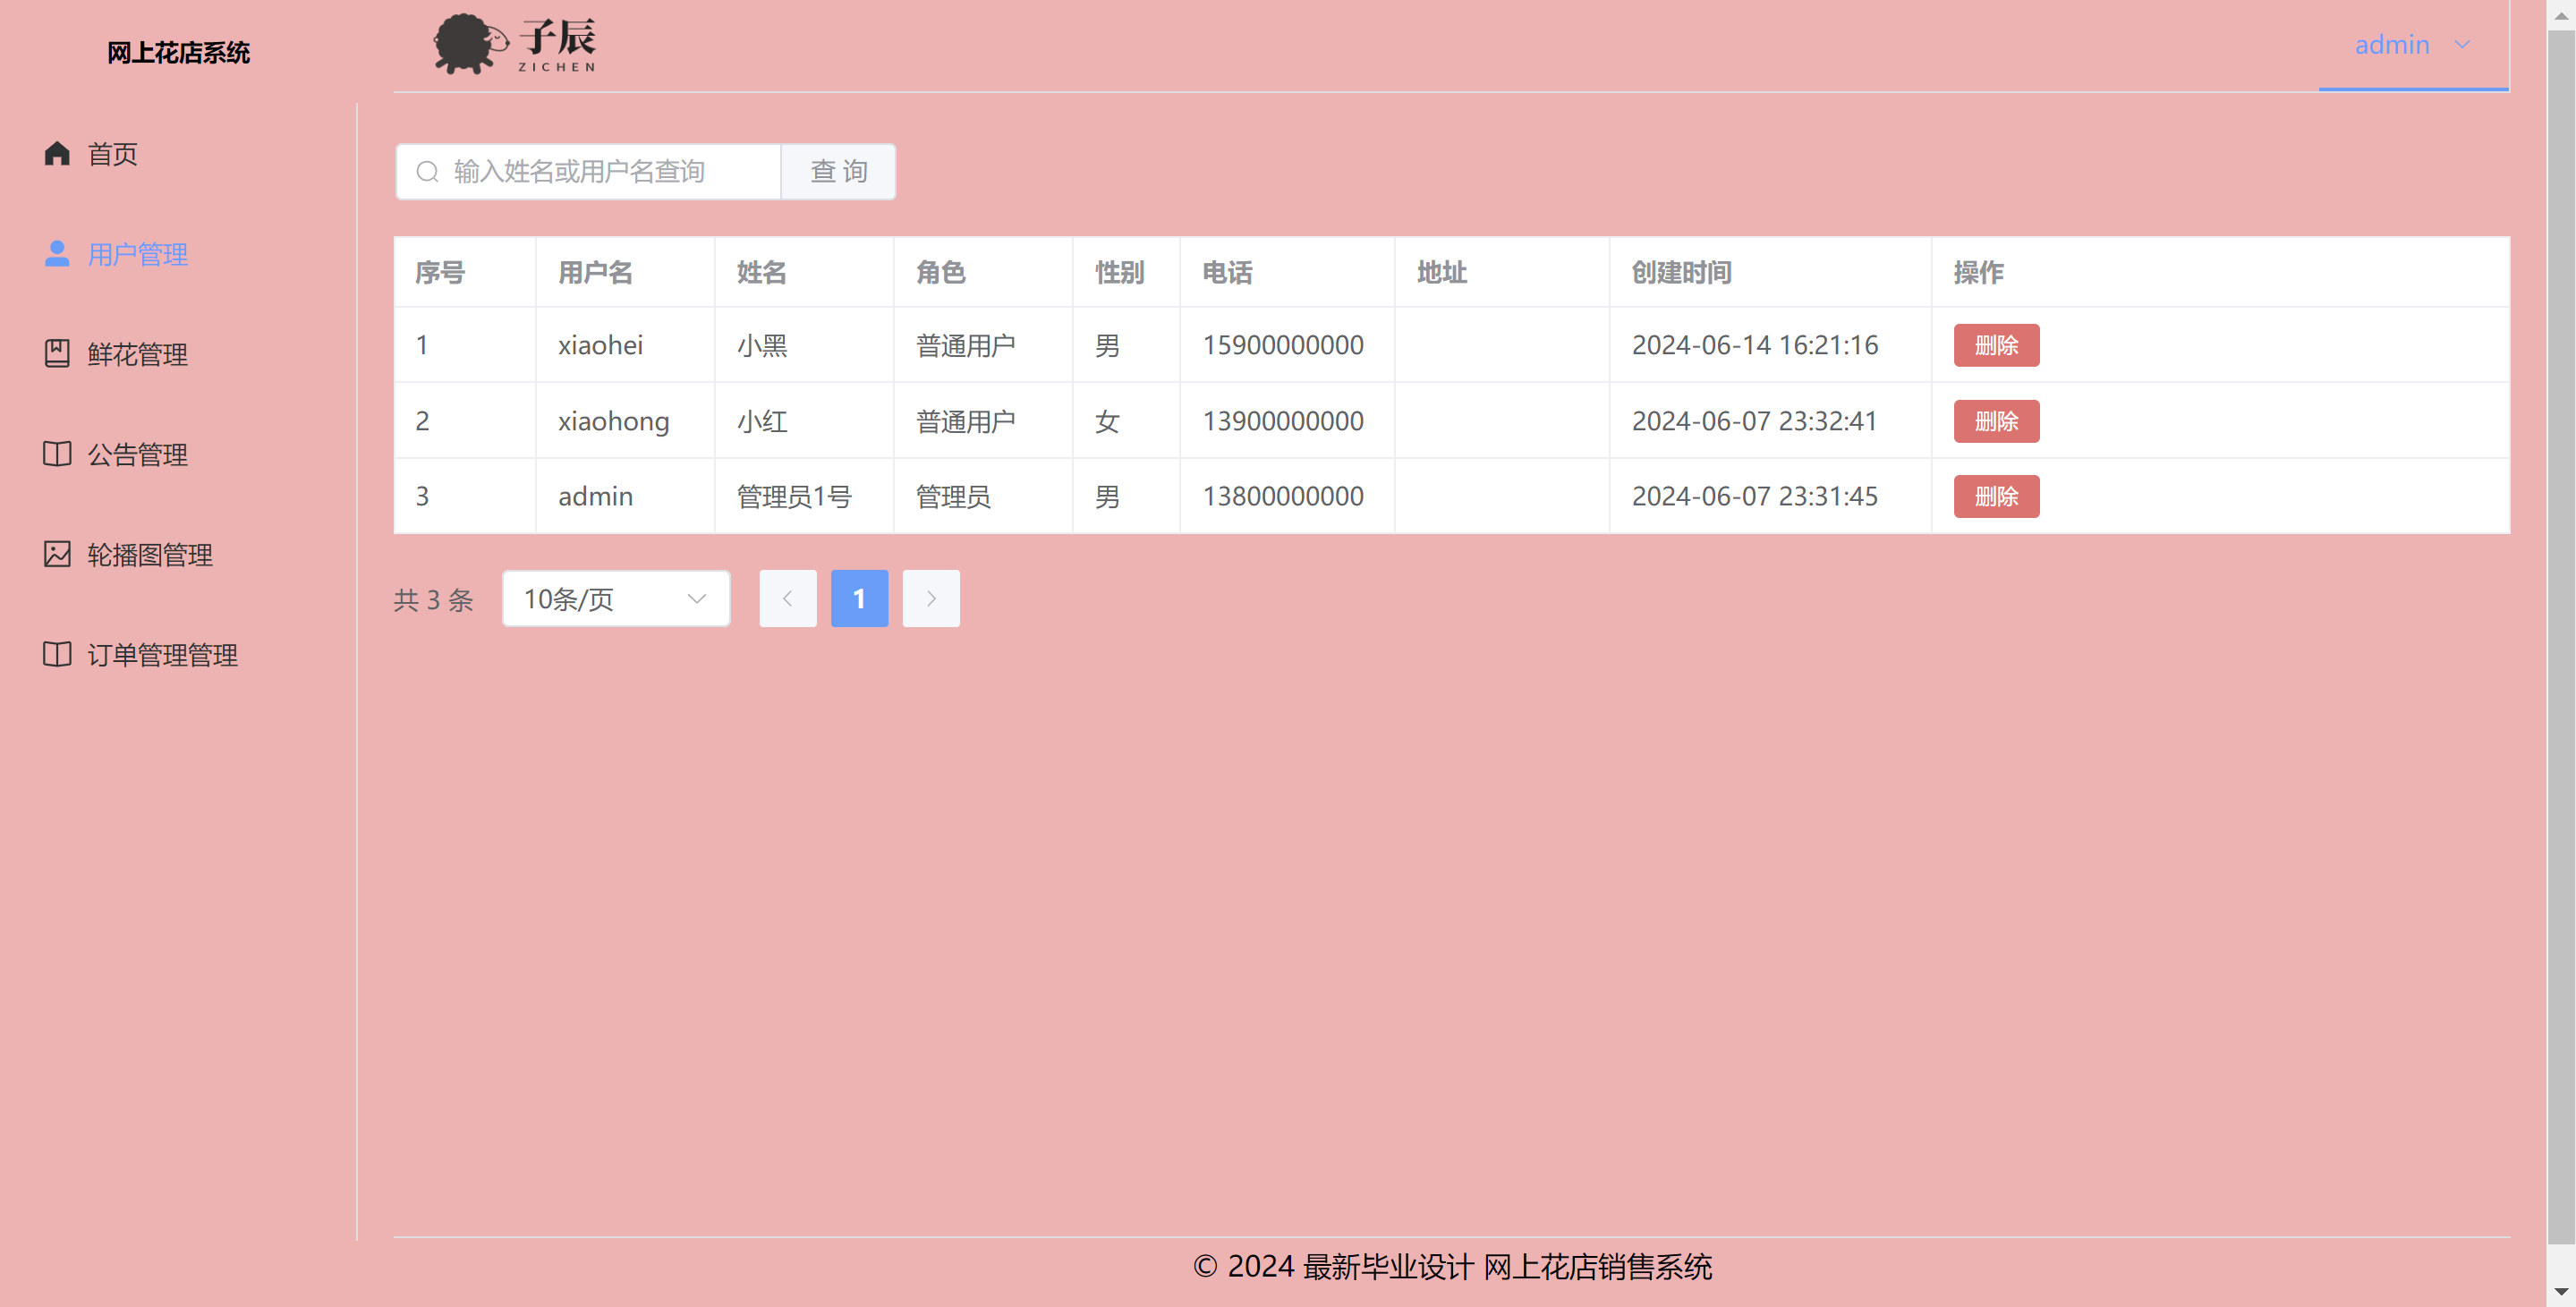 网上花店系统
子辰
ZICHEN
admin
首页
用户管理
鲜花管理
公告管理
轮播图管理
订单管理管理
输入姓名或用户名查询 查 询
序号 用户名 姓名 角色 性别 电话 地址 创建时间 操作
1 xiaohei 小黑 普通用户 男 15900000000 2024-06-14 16:21:16 删除
2 xiaohong 小红 普通用户 女 13900000000 2024-06-07 23:32:41 删除
3 admin 管理员1号 管理员 男 13800000000 2024-06-07 23:31:45 删除
共 3 条 10条/页 1
© 2024 最新毕业设计 网上花店销售系统